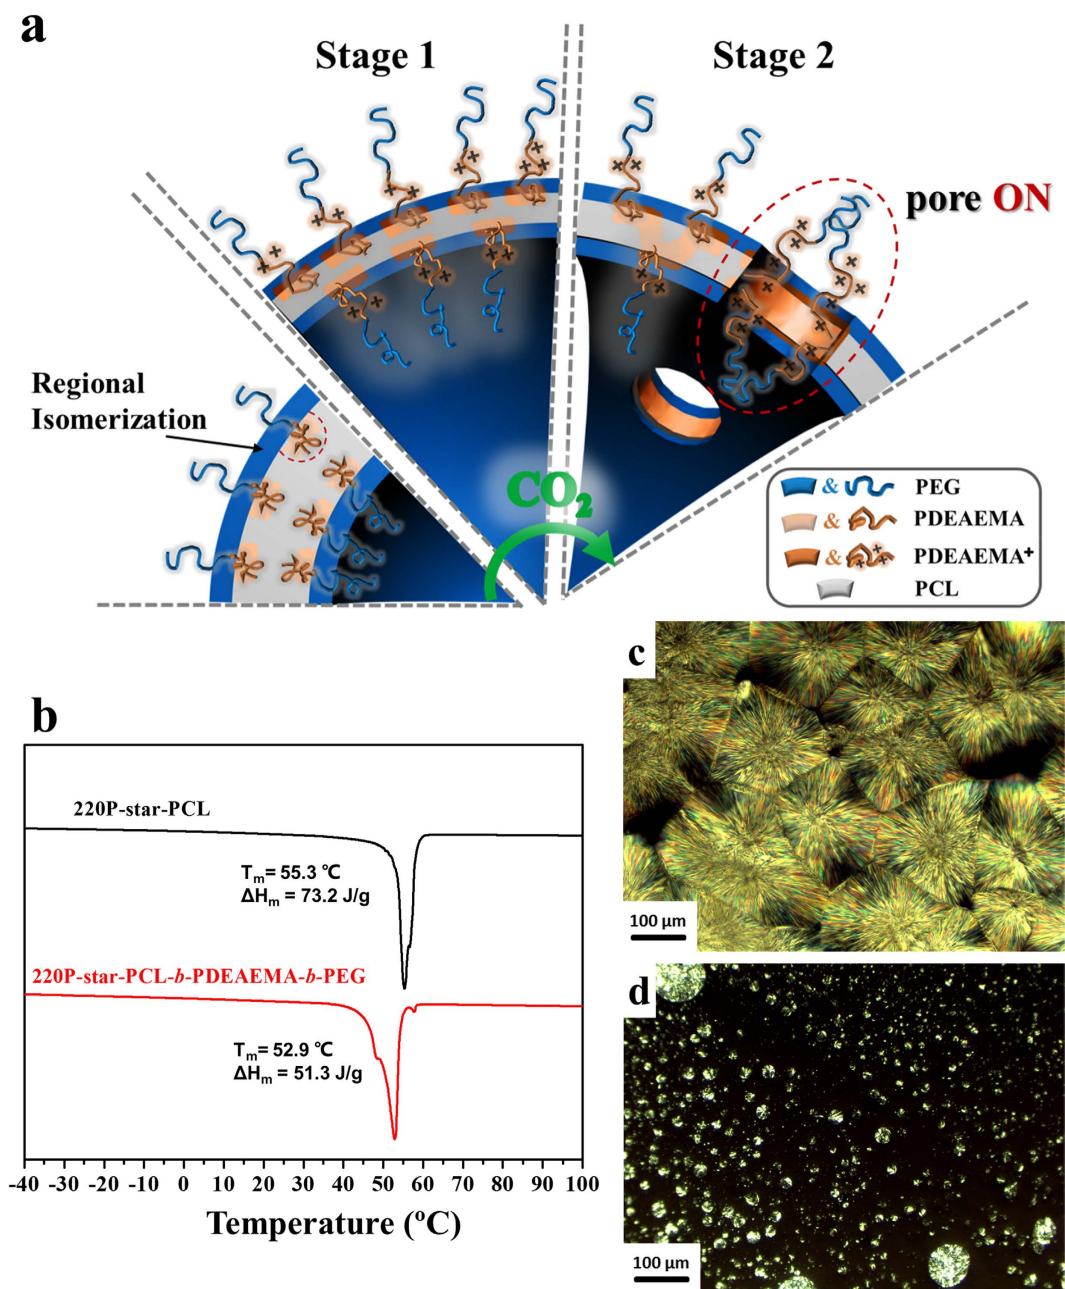 a
Stage 1
Stage 2
pore ON
Regional
Isomerization
CO₂
& PEG
& PDEAEMA
& PDEAEMA⁺
PCL
b
220P-star-PCL
Tₘ= 55.3 ℃
ΔHₘ = 73.2 J/g
220P-star-PCL-b-PDEAEMA-b-PEG
Tₘ= 52.9 ℃
ΔHₘ = 51.3 J/g
-40 -30 -20 -10 0 10 20 30 40 50 60 70 80 90 100
Temperature (ºC)
c
100 µm
d
100 µm